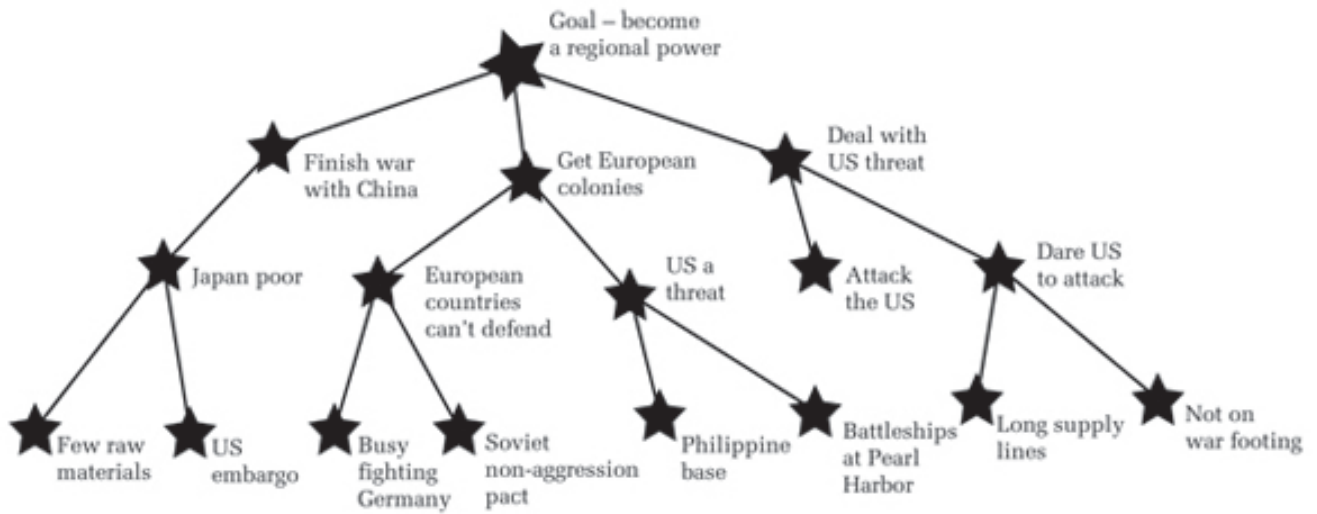 Goal – become
a regional power
Finish war
with China
Get European
colonies
Deal with
US threat
Japan poor
European
countries
can't defend
US a
threat
Attack
the US
Dare US
to attack
Few raw
materials
US
embargo
Busy
fighting
Germany
Soviet
non-aggression
pact
Philippine
base
Battleships
at Pearl
Harbor
Long supply
lines
Not on
war footing